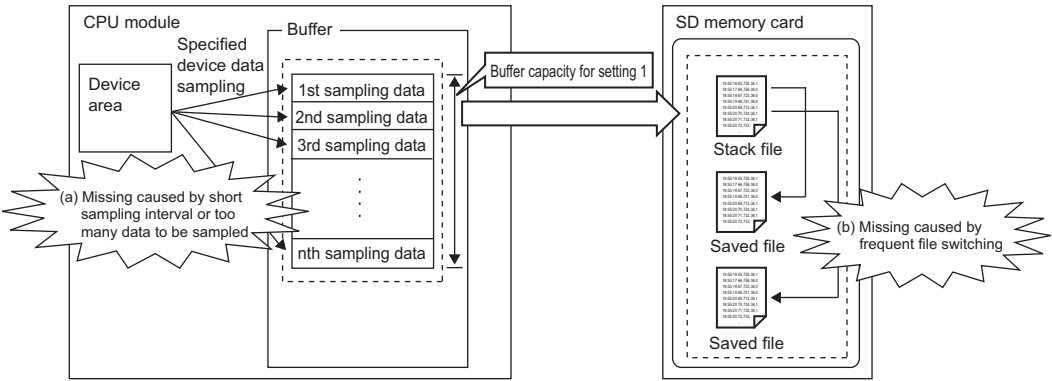 CPU module
Specified
device data
sampling
Device
area
Buffer
1st sampling data
2nd sampling data
3rd sampling data
nth sampling data
(a) Missing caused by short
sampling interval or too
many data to be sampled
Buffer capacity for setting 1
SD memory card
Stack file
Saved file
Saved file
(b) Missing caused by
frequent file switching